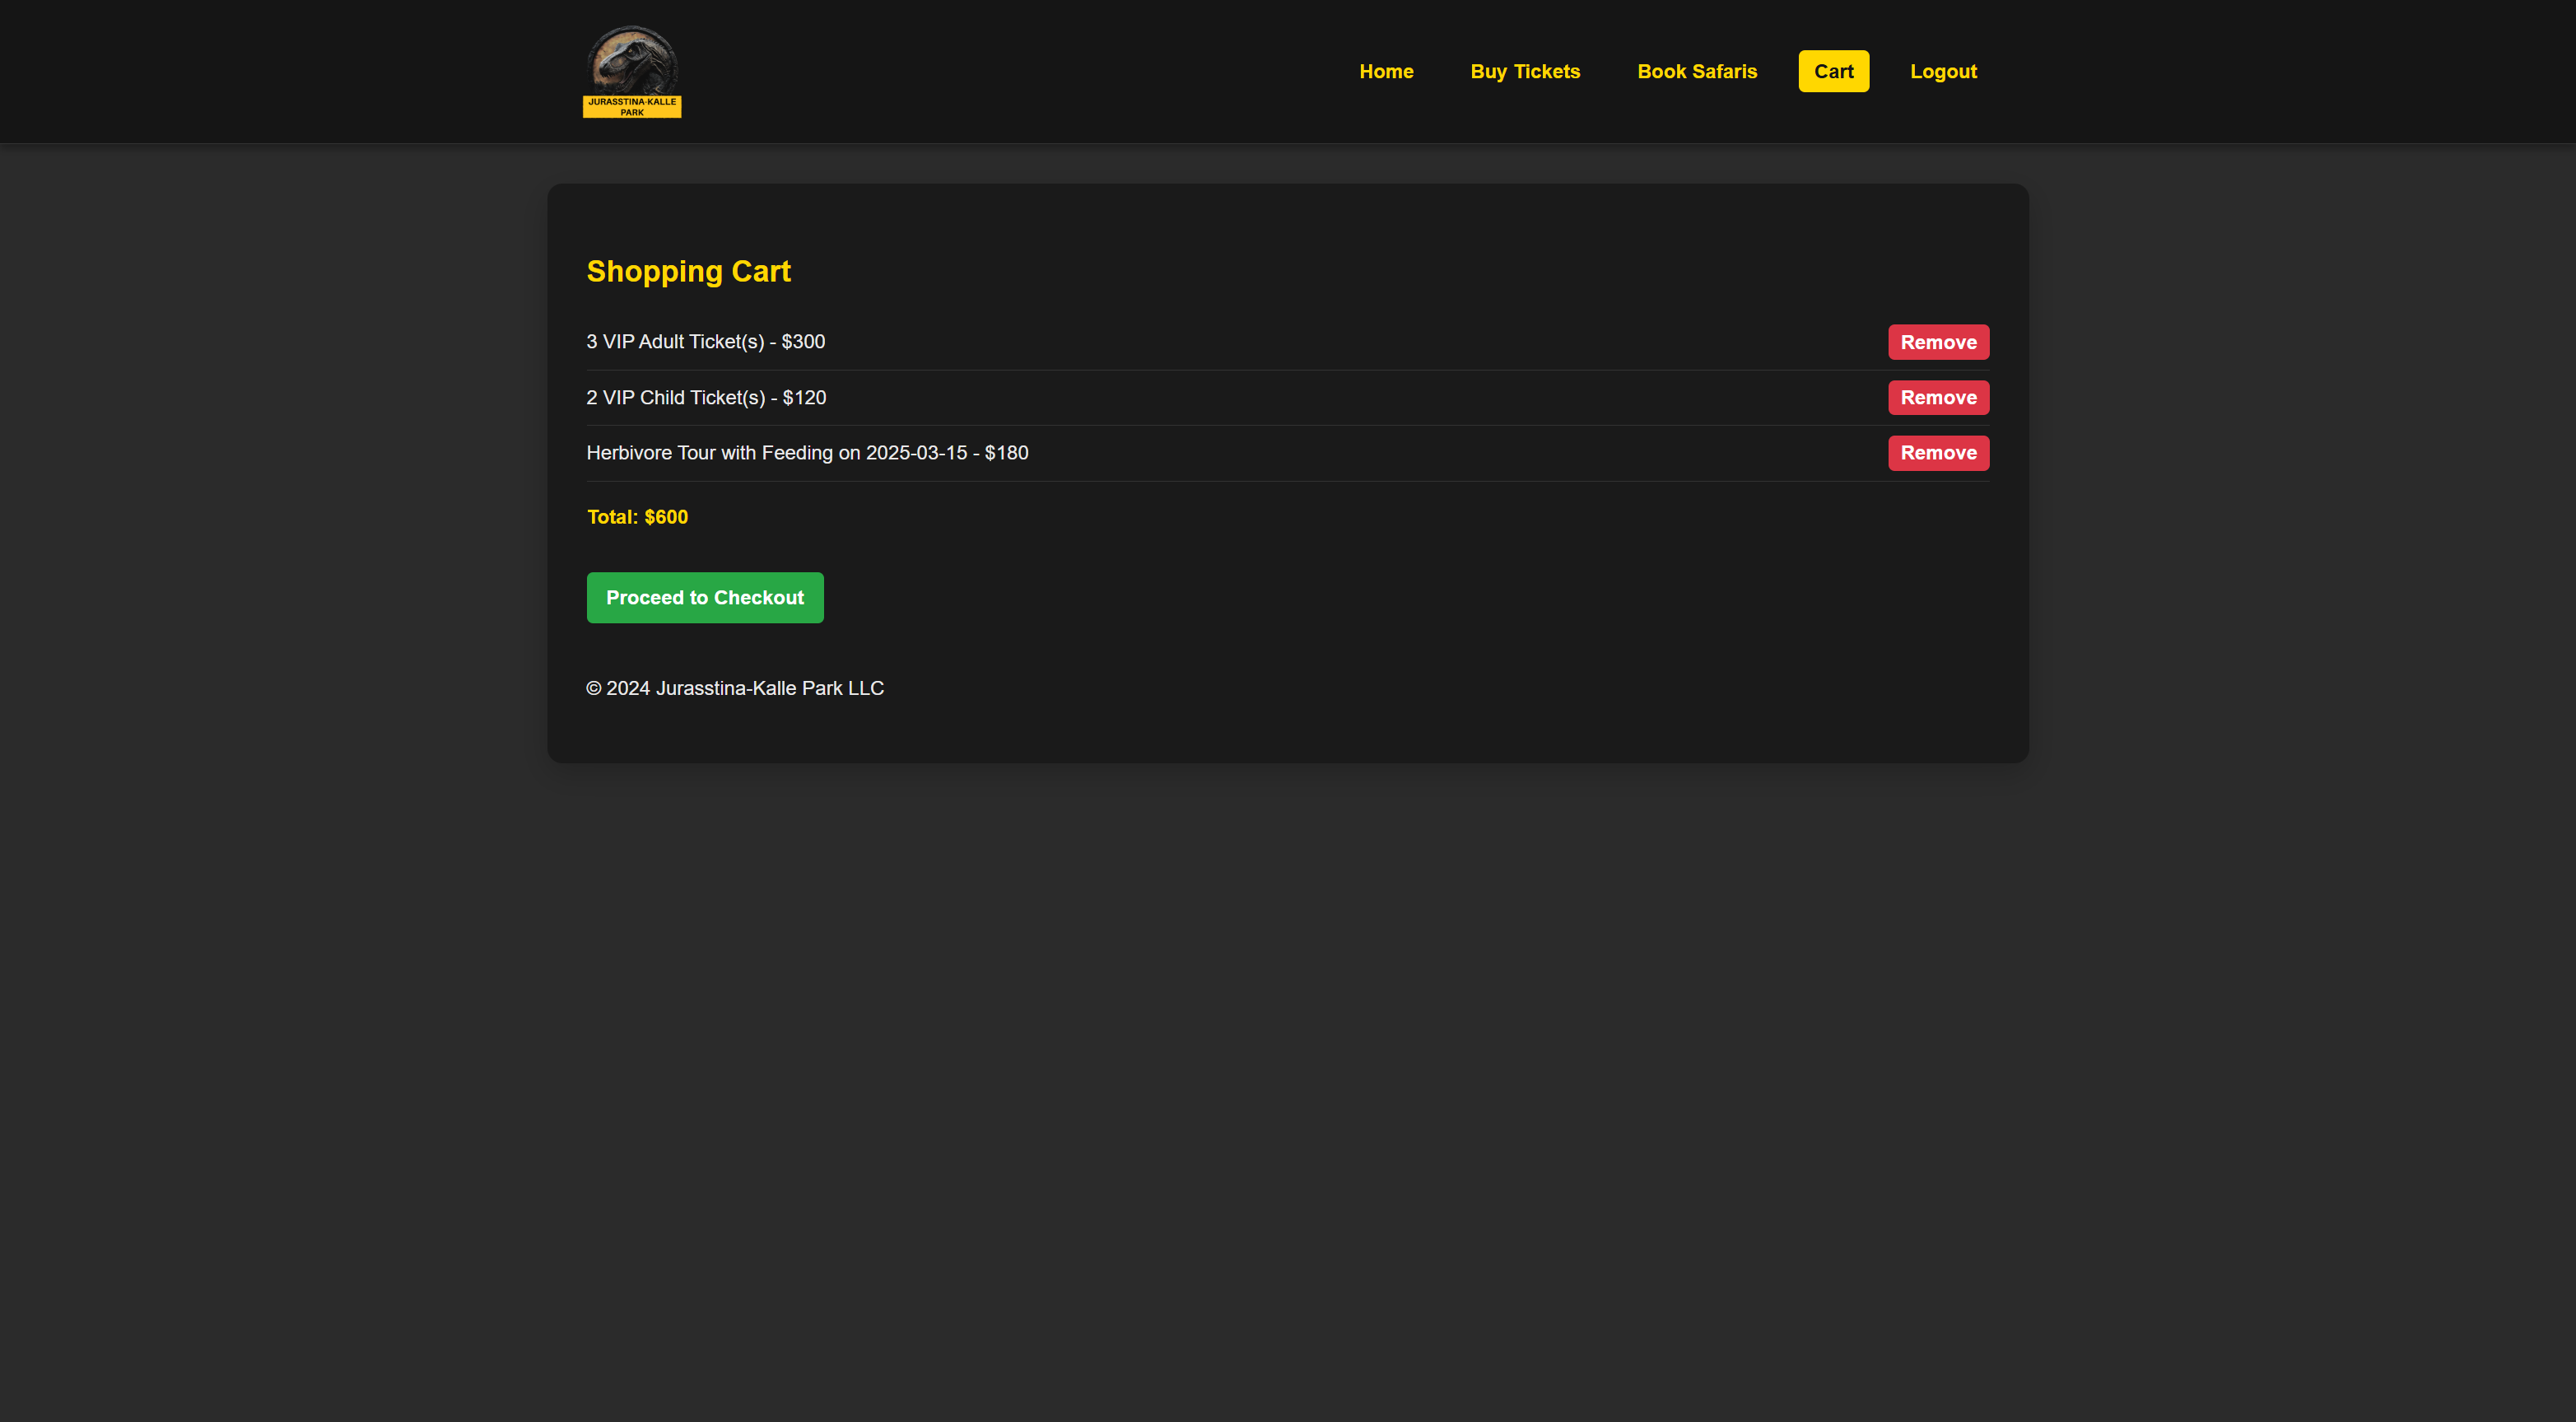 JURASSTINA-KALLE
PARK
Home
Buy Tickets
Book Safaris
Cart
Logout
Shopping Cart
3 VIP Adult Ticket(s) - $300
Remove
2 VIP Child Ticket(s) - $120
Remove
Herbivore Tour with Feeding on 2025-03-15 - $180
Remove
Total: $600
Proceed to Checkout
© 2024 Jurasstina-Kalle Park LLC